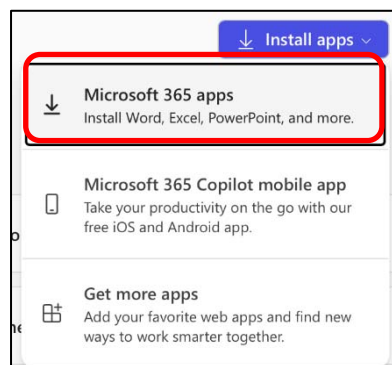 Install apps
Microsoft 365 apps
Install Word, Excel, PowerPoint, and more.
Microsoft 365 Copilot mobile app
Take your productivity on the go with our
free iOS and Android app.
Get more apps
Add your favorite web apps and find new
ways to work smarter together.